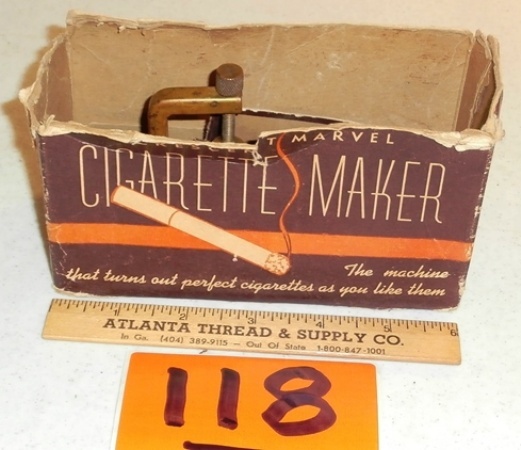 MARVEL
CIGARETTE MAKER
The machine
that turns out perfect cigarettes as you like them
1 2 3 4 5 6
ATLANTA THREAD & SUPPLY CO.
In Ga. (404) 389-9115 — Out Of State 1-800-847-1001
118